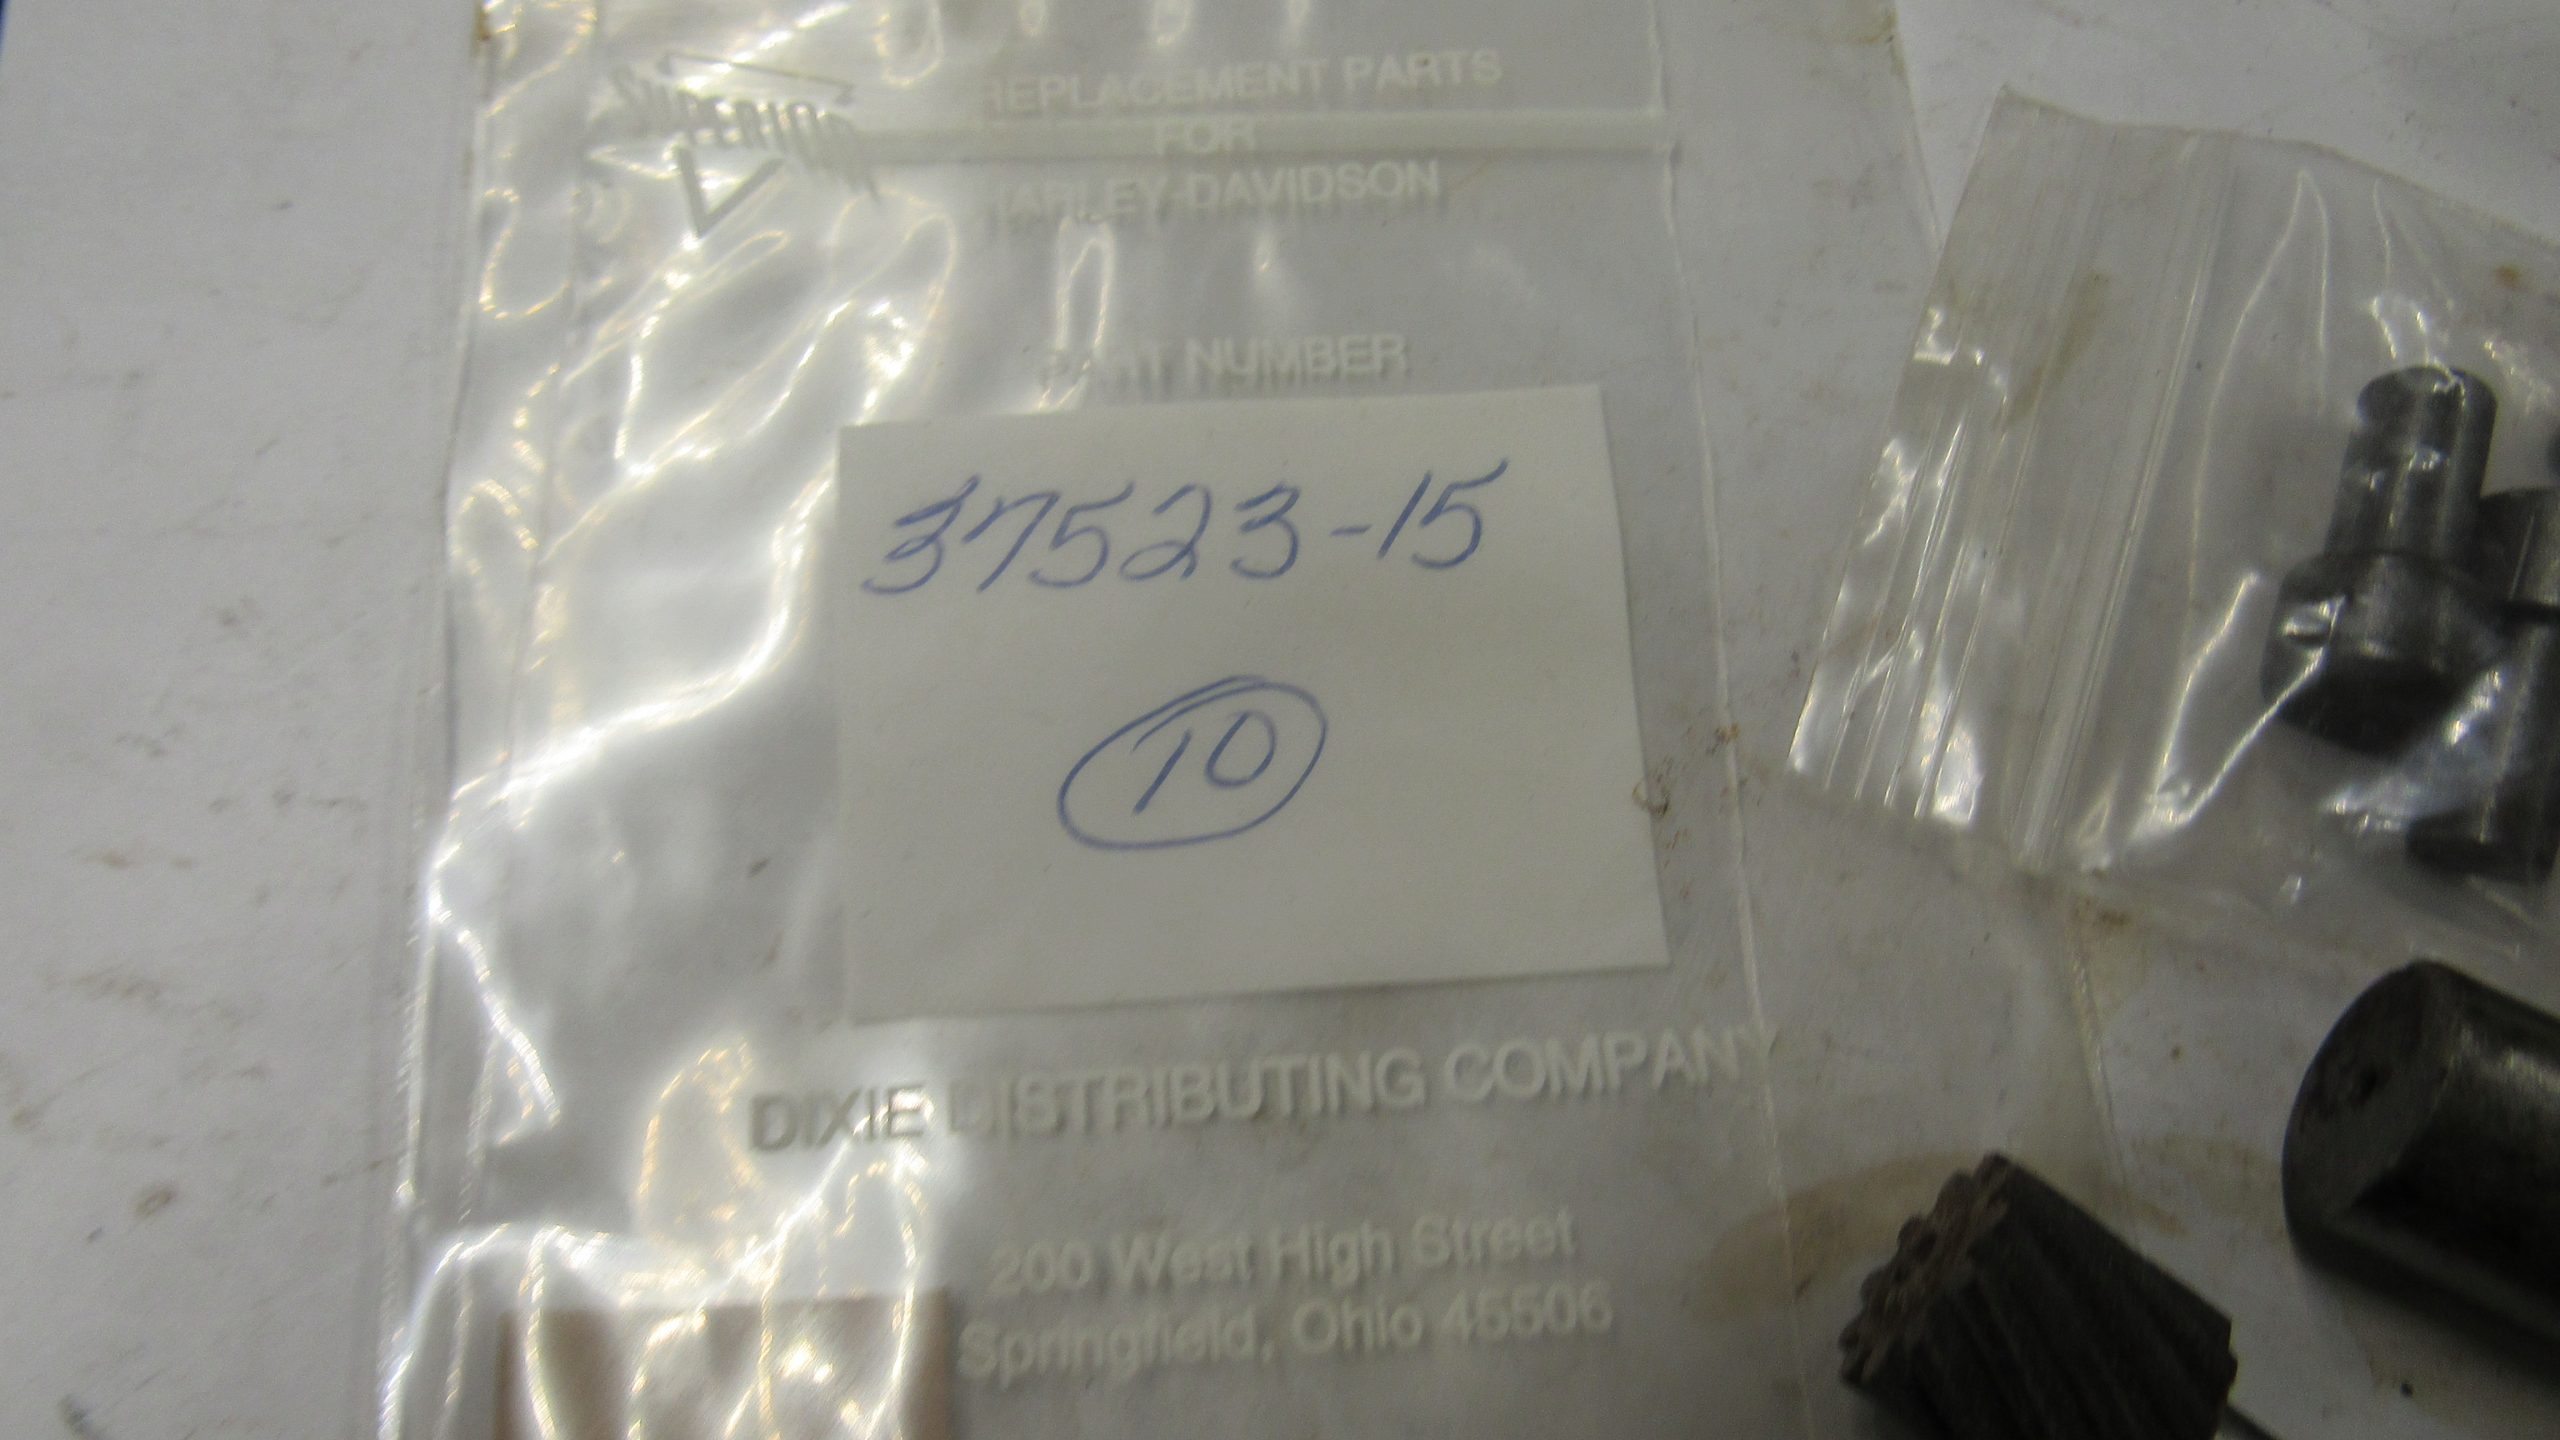 SUPERIOR
REPLACEMENT PARTS
FOR
HARLEY-DAVIDSON
PART NUMBER
37523-15
10
DIXIE DISTRIBUTING COMPANY
200 West High Street
Springfield, Ohio 45506